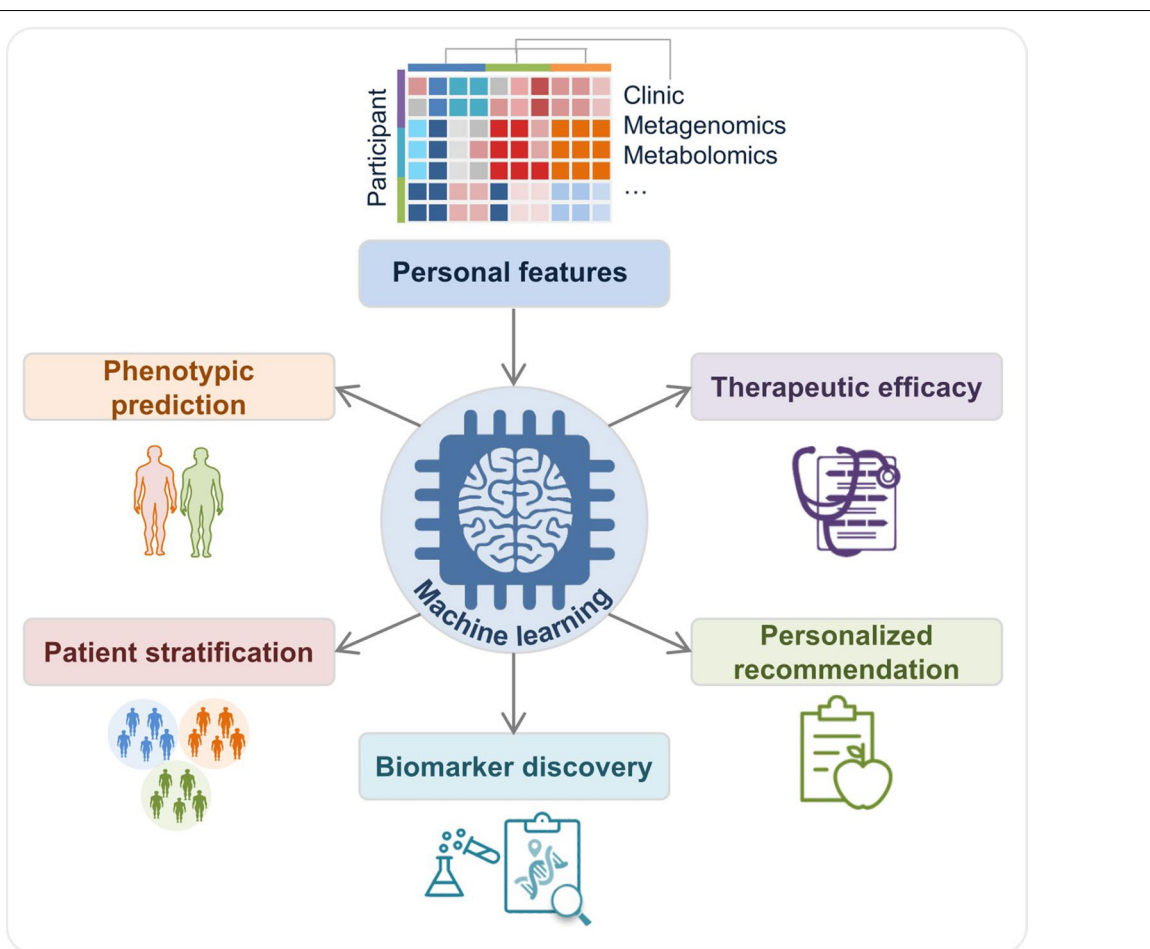 Participant
Clinic
Metagenomics
Metabolomics
...
Personal features
Phenotypic
prediction
Therapeutic efficacy
Machine learning
Patient stratification
Personalized
recommendation
Biomarker discovery